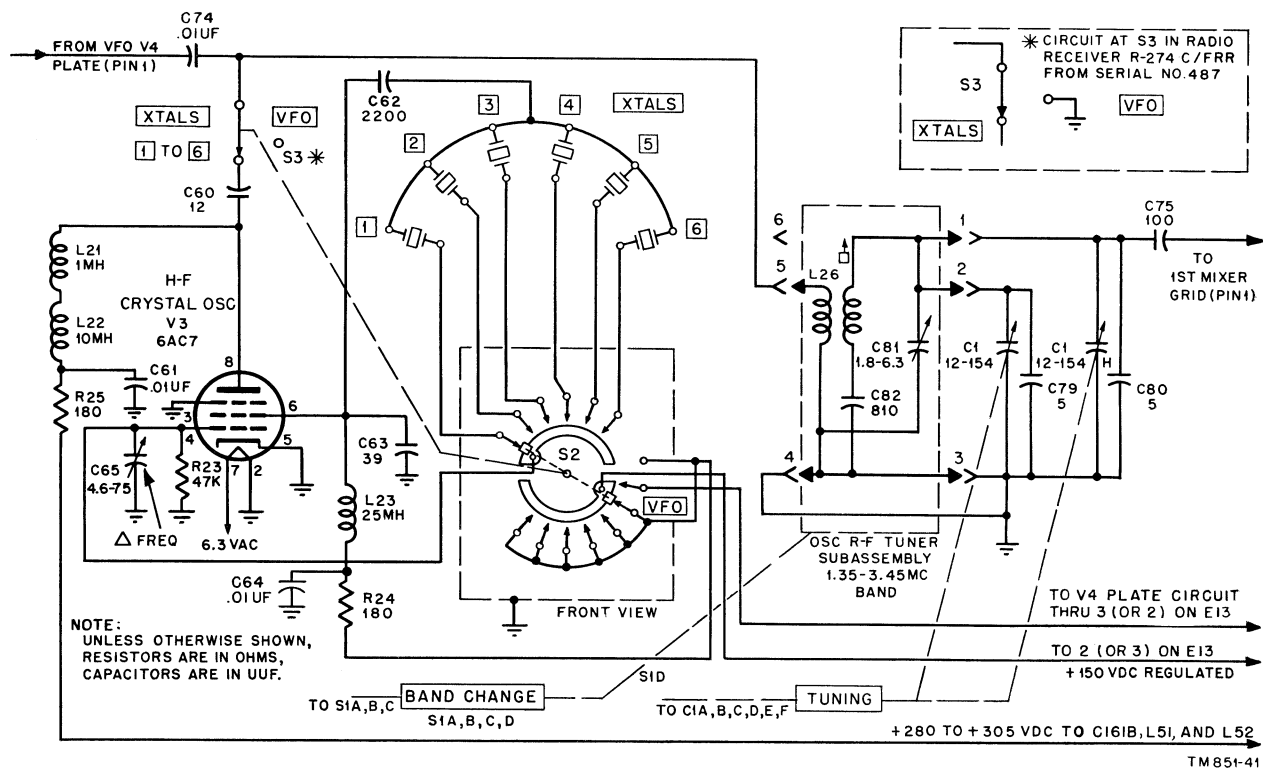 C74
.01UF
FROM VFO V4
PLATE (PIN 1)
XTALS
VFO
1 TO 6
S3 *
C60
12
L21
1MH
L22
10MH
H-F
CRYSTAL OSC
V3
6AC7
C61
.01UF
R25
180
8
3
4
6
5
7
2
C65
4.6-75
R23
47K
△ FREQ
6.3 VAC
C62
2200
1
2
3
4
5
6
XTALS
C63
39
L23
25MH
C64
.01UF
R24
180
S2
VFO
FRONT VIEW
* CIRCUIT AT S3 IN RADIO
RECEIVER R-274 C/FRR
FROM SERIAL NO. 487
S3
VFO
XTALS
6
5
4
L26
1
2
3
C81
1.8-6.3
C82
810
C1
12-154
C79
5
C1
12-154
H
C80
5
C75
100
TO
1ST MIXER
GRID (PIN 1)
OSC R-F TUNER
SUBASSEMBLY
1.35-3.45MC
BAND
TO V4 PLATE CIRCUIT
THRU 3 (OR 2) ON E13
TO 2 (OR 3) ON E13
+150 VDC REGULATED
NOTE:
UNLESS OTHERWISE SHOWN,
RESISTORS ARE IN OHMS,
CAPACITORS ARE IN UUF.
S1D
TO S1A,B,C
BAND CHANGE
S1A,B,C,D
TO C1A,B,C,D,E,F
TUNING
+280 TO +305 VDC TO C161B, L51, AND L52
TM851-41